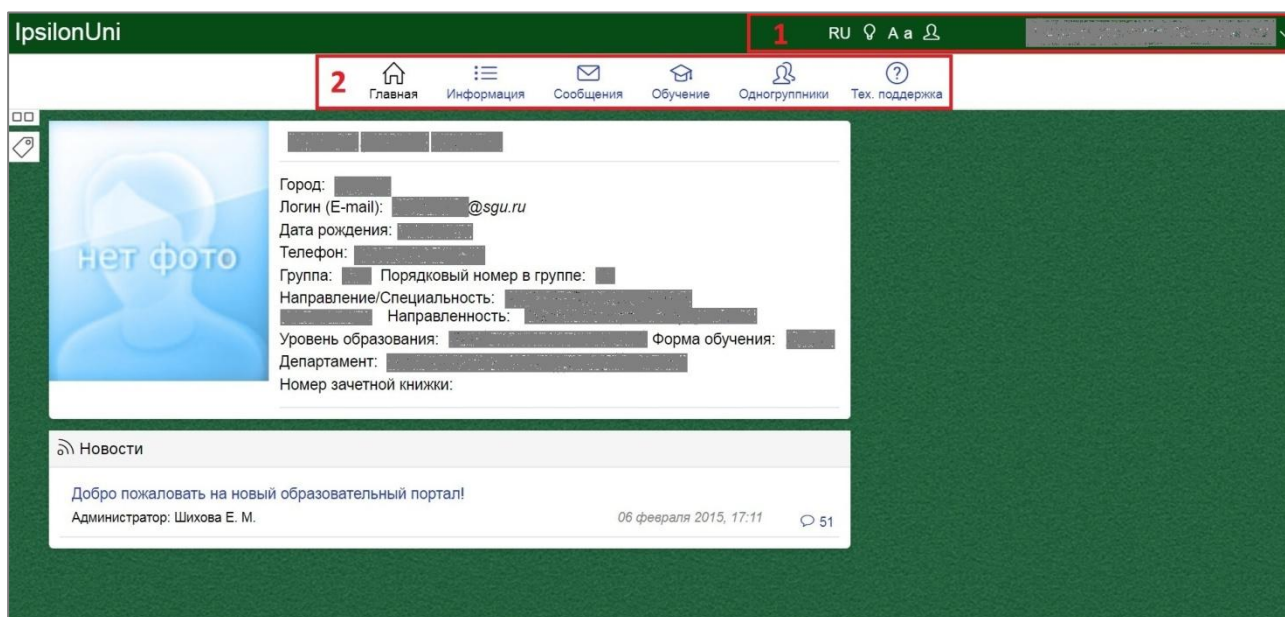 IpsilonUni
1 RU A a
2 Главная Информация Сообщения Обучение Одногруппники Тех. поддержка
нет фото
Город:
Логин (E-mail): @sgu.ru
Дата рождения:
Телефон:
Группа: Порядковый номер в группе:
Направление/Специальность:
Направленность:
Уровень образования: Форма обучения:
Департамент:
Номер зачетной книжки:
Новости
Добро пожаловать на новый образовательный портал!
Администратор: Шихова Е. М. 06 февраля 2015, 17:11 51